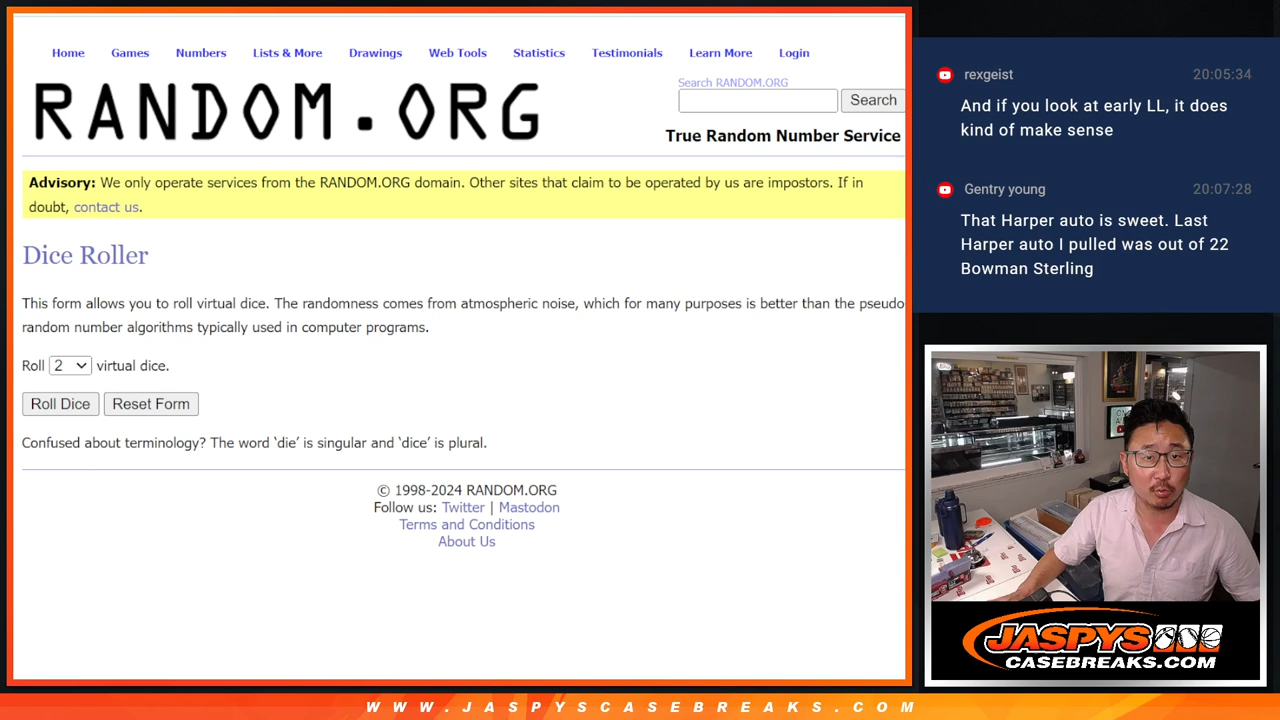 Home Games Numbers Lists & More Drawings Web Tools Statistics Testimonials Learn More Login
RANDOM.ORG
Search RANDOM.ORG
Search
True Random Number Service
Advisory: We only operate services from the RANDOM.ORG domain. Other sites that claim to be operated by us are impostors. If in
doubt, contact us.
Dice Roller
This form allows you to roll virtual dice. The randomness comes from atmospheric noise, which for many purposes is better than the pseudo
random number algorithms typically used in computer programs.
Roll 2 virtual dice.
Roll Dice Reset Form
Confused about terminology? The word ‘die’ is singular and ‘dice’ is plural.
© 1998-2024 RANDOM.ORG
Follow us: Twitter | Mastodon
Terms and Conditions
About Us
rexgeist 20:05:34
And if you look at early LL, it does
kind of make sense
Gentry young 20:07:28
That Harper auto is sweet. Last
Harper auto I pulled was out of 22
Bowman Sterling
JASPYS
CASEBREAKS.COM
WWW.JASPYSCASEBREAKS.COM